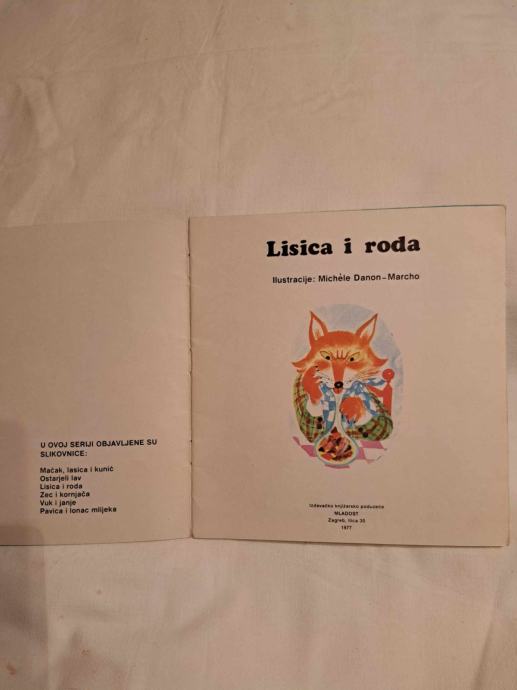 U OVOJ SERIJI OBJAVLJENE SU
SLIKOVNICE:
Mačak, lasica i kunić
Ostarjeli lav
Lisica i roda
Zec i kornjača
Vuk i janje
Pavica i lonac mlijeka
Lisica i roda
Ilustracije: Michèle Danon-Marcho
Izdavačko knjižarsko poduzeće
MLADOST
Zagreb, Ilica 30
1977